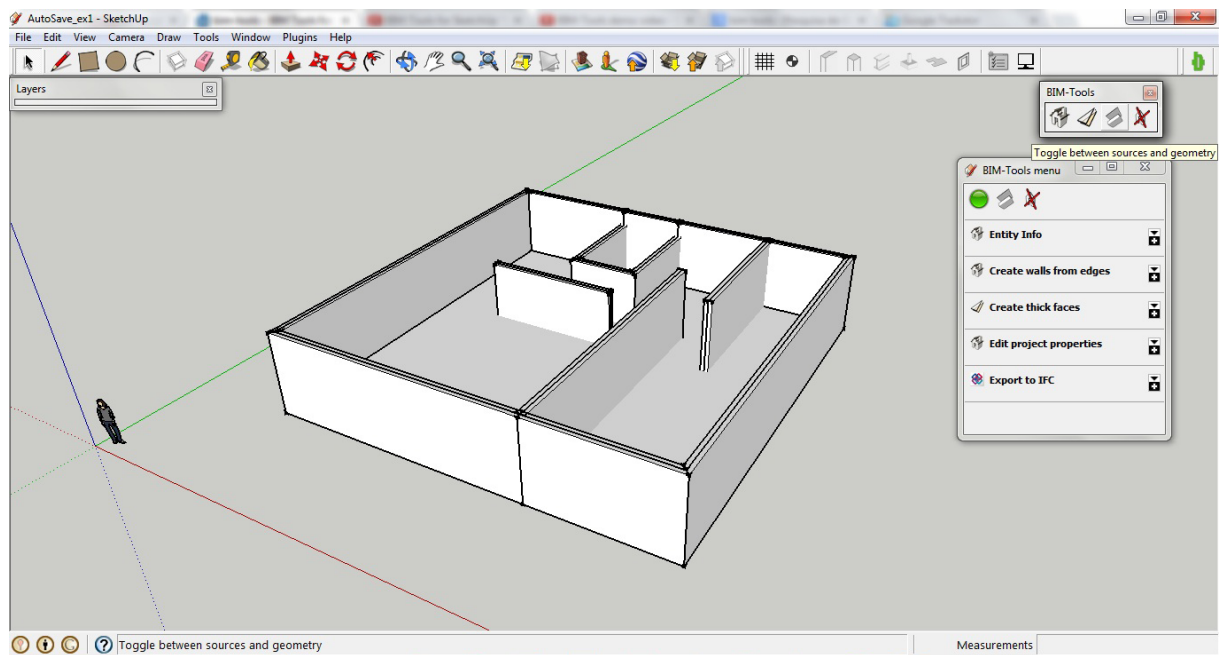 AutoSave_ex1 - SketchUp
File Edit View Camera Draw Tools Window Plugins Help
Layers
BIM-Tools
Toggle between sources and geometry
BIM-Tools menu
Entity Info
Create walls from edges
Create thick faces
Edit project properties
Export to IFC
Toggle between sources and geometry
Measurements